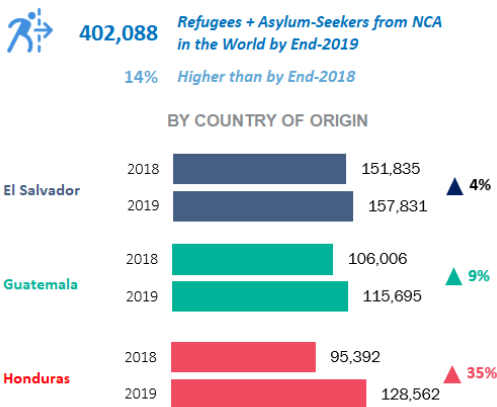 402,088
Refugees + Asylum-Seekers from NCA
in the World by End-2019
14% Higher than by End-2018
BY COUNTRY OF ORIGIN
El Salvador
2018 151,835
2019 157,831
4%
Guatemala
2018 106,006
2019 115,695
9%
Honduras
2018 95,392
2019 128,562
35%